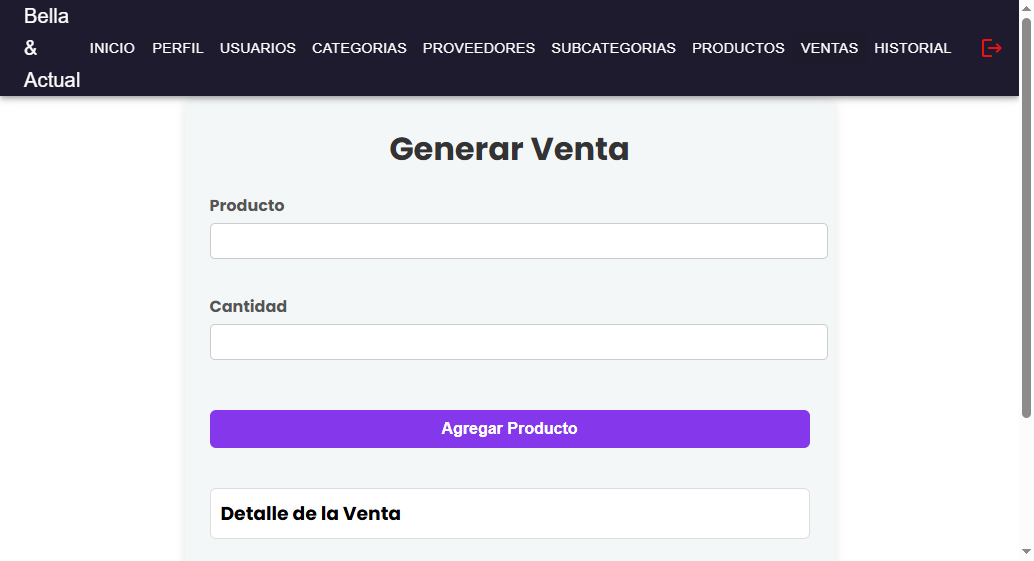 Bella
&
Actual
INICIO PERFIL USUARIOS CATEGORIAS PROVEEDORES SUBCATEGORIAS PRODUCTOS VENTAS HISTORIAL
Generar Venta
Producto
Cantidad
Agregar Producto
Detalle de la Venta